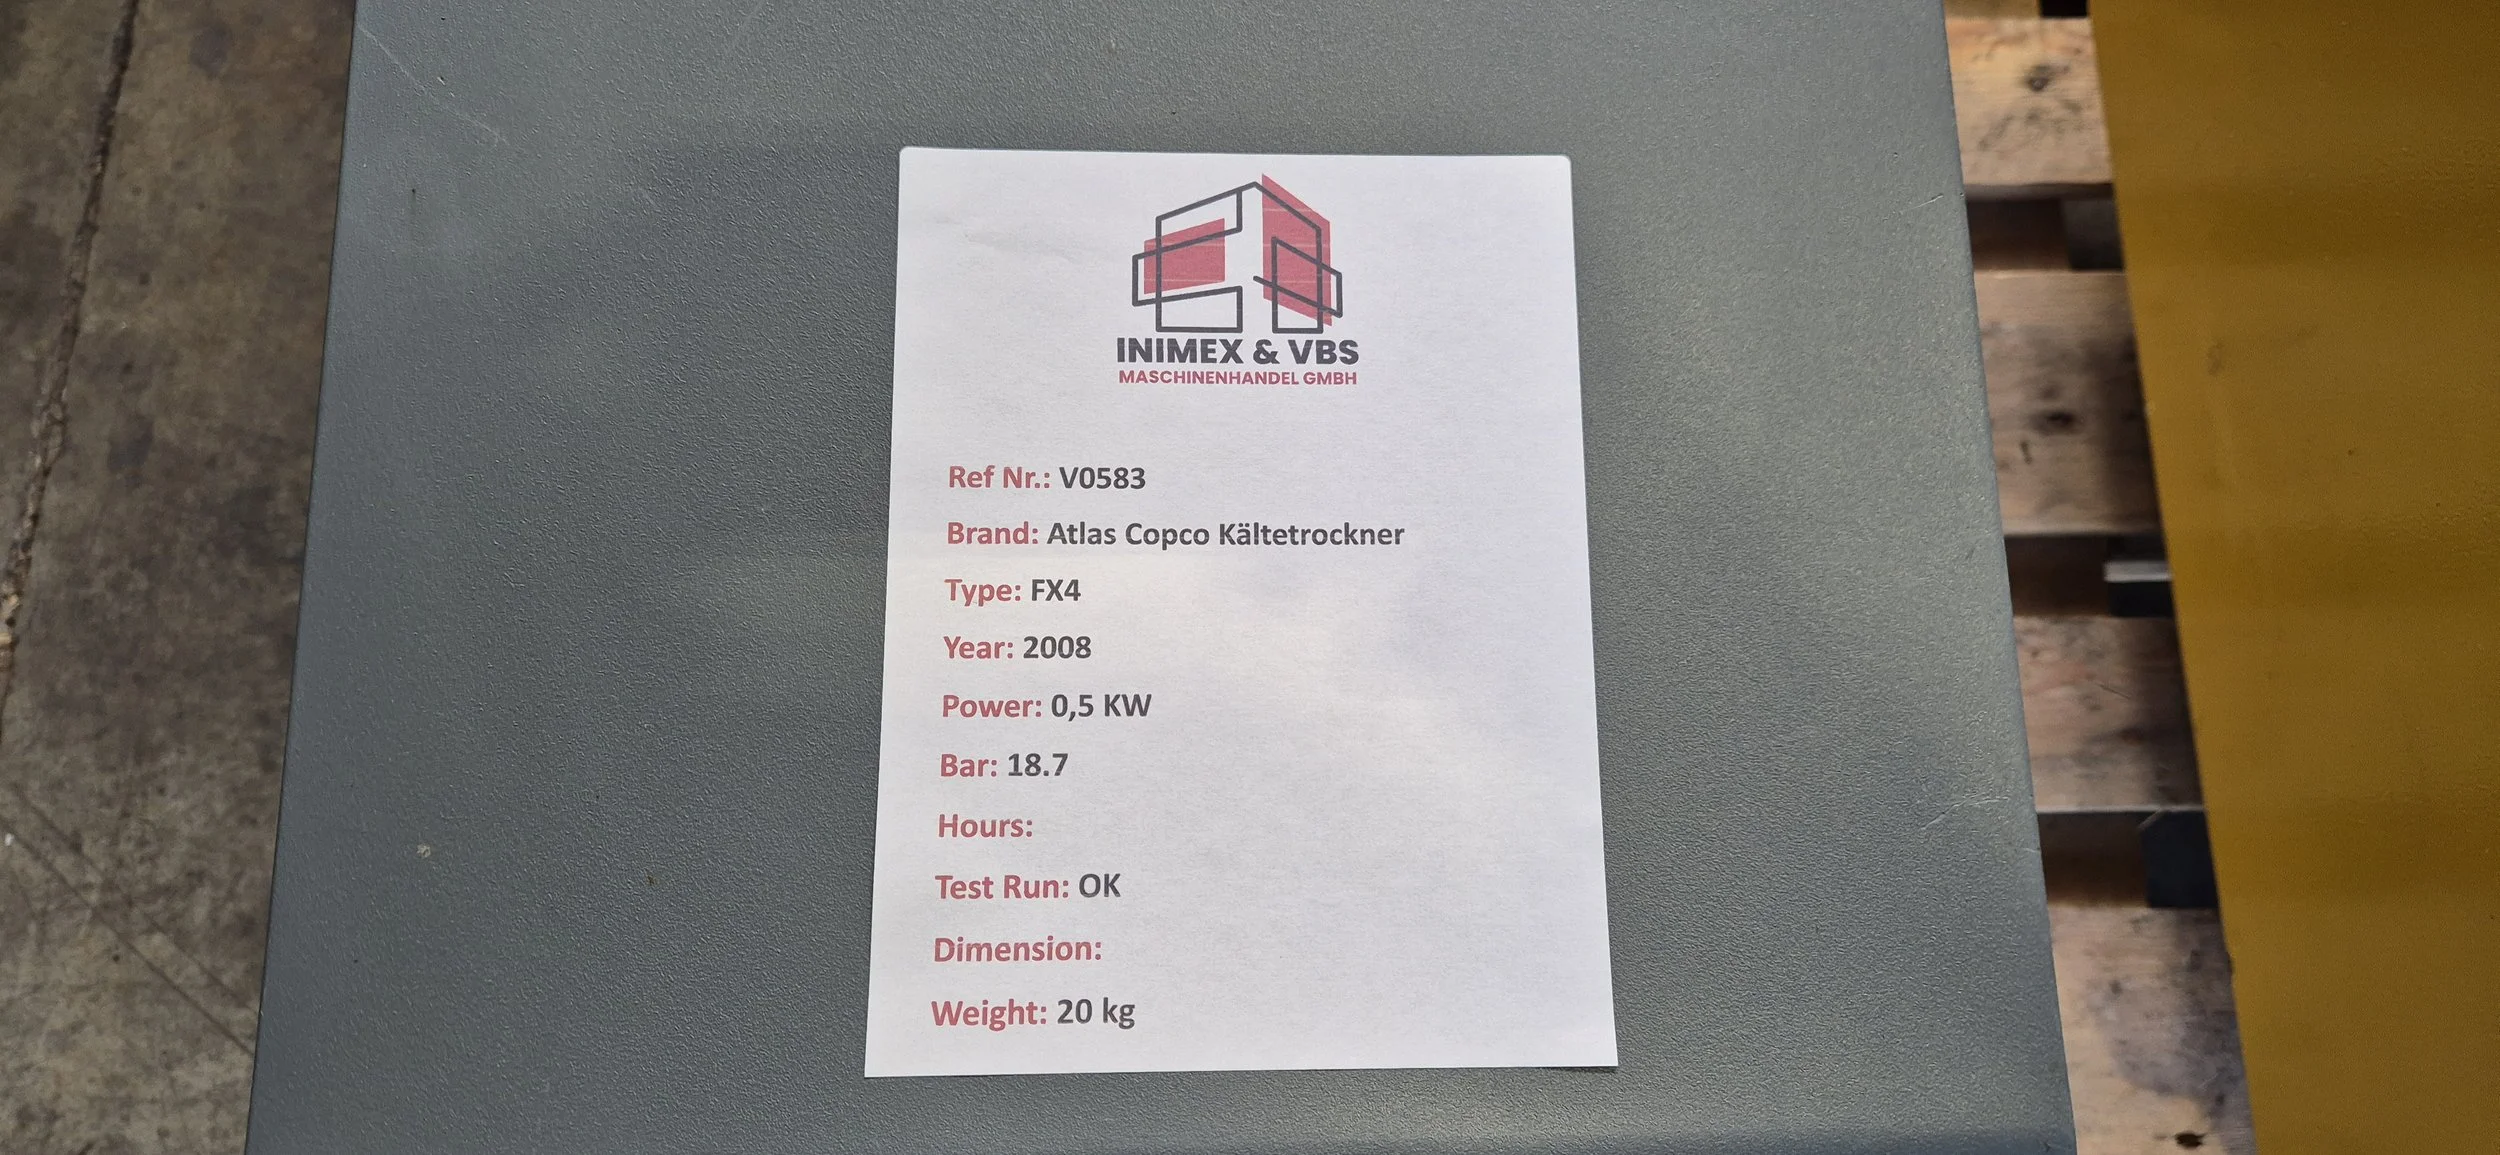 INIMEX & VBS
MASCHINENHANDEL GMBH
Ref Nr.: V0583
Brand: Atlas Copco Kältetrockner
Type: FX4
Year: 2008
Power: 0,5 KW
Bar: 18.7
Hours:
Test Run: OK
Dimension:
Weight: 20 kg